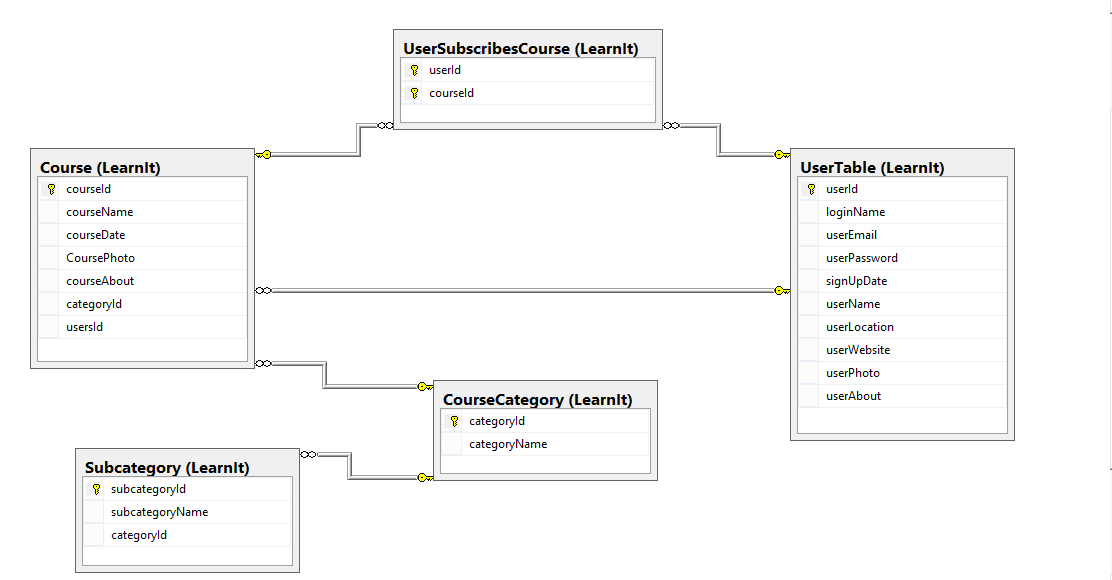 UserSubscribesCourse (LearnIt)
userId
courseId
Course (LearnIt)
courseId
courseName
courseDate
CoursePhoto
courseAbout
categoryId
usersId
UserTable (LearnIt)
userId
loginName
userEmail
userPassword
signUpDate
userName
userLocation
userWebsite
userPhoto
userAbout
CourseCategory (LearnIt)
categoryId
categoryName
Subcategory (LearnIt)
subcategoryId
subcategoryName
categoryId